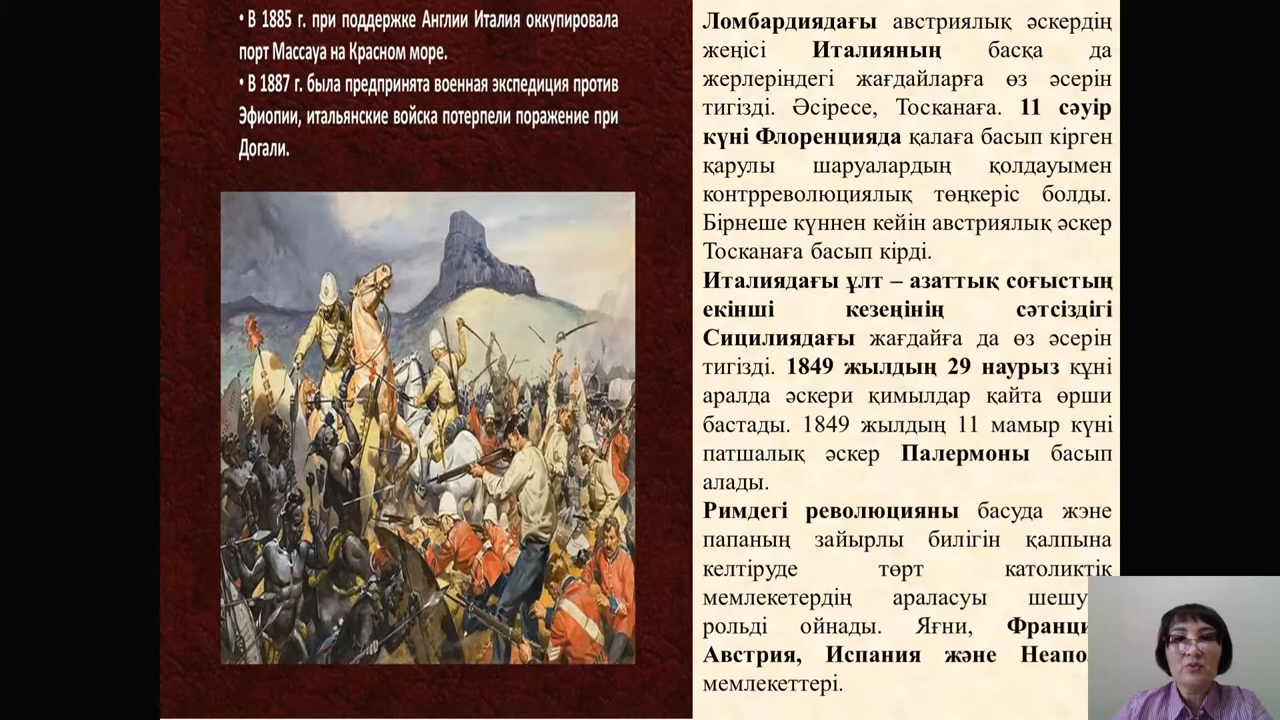 • В 1885 г. при поддержке Англии Италия оккупировала
порт Массауа на Красном море.
• В 1887 г. была предпринята военная экспедиция против
Эфиопии, итальянские войска потерпели поражение при
Догали.
Ломбардиядағы австриялық әскердің
жеңісі Италияның басқа да
жерлеріндегі жағдайларға өз әсерін
тигізді. Әсіресе, Тосканаға. 11 сәуір
күні Флоренцияда қалаға басып кірген
қарулы шаруалардың қолдауымен
контрреволюциялық төңкеріс болды.
Бірнеше күннен кейін австриялық әскер
Тосканаға басып кірді.
Италиядағы ұлт – азаттық соғыстың
екінші кезеңінің сәтсіздігі
Сицилиядағы жағдайға да өз әсерін
тигізді. 1849 жылдың 29 наурыз күні
аралда әскери қимылдар қайта өрши
бастады. 1849 жылдың 11 мамыр күні
патшалық әскер Палермоны басып
алады.
Римдегі революцияны басуда және
папаның зайырлы билігін қалпына
келтіруде төрт католиктік
мемлекетердің араласуы
рольді ойнады. Яғни,
Австрия, Испания және
мемлекеттері.